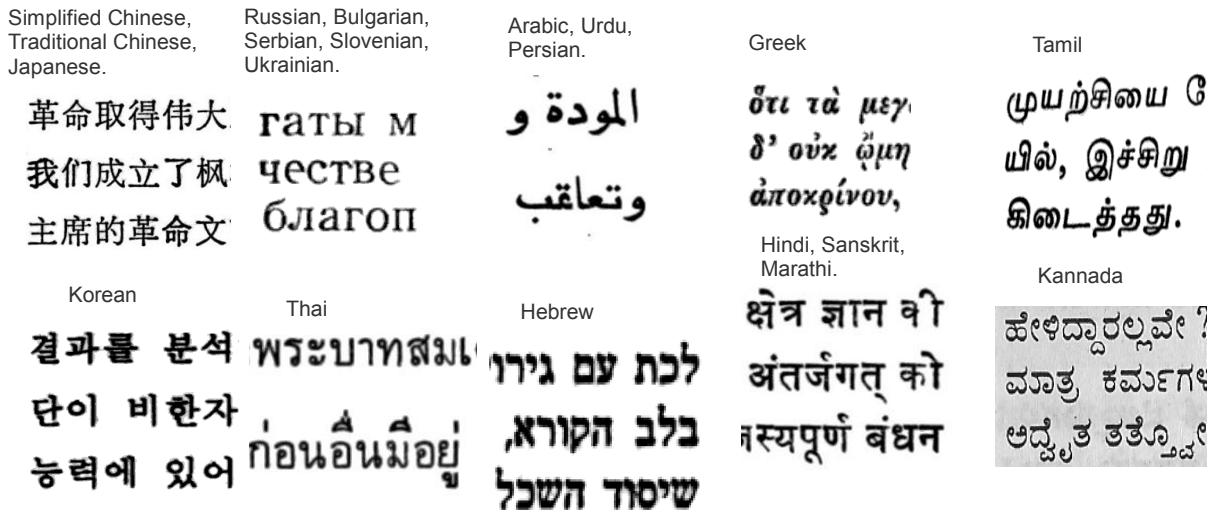 Simplified Chinese,
Traditional Chinese,
Japanese.
革命取得伟大
我们成立了枫
主席的革命文
Russian, Bulgarian,
Serbian, Slovenian,
Ukrainian.
гаты м
честве
благоп
Arabic, Urdu,
Persian.
المودة و
وتعاقب
Greek
ὅτι τὰ μεγ
δ’ οὐκ ᾤμη
ἀποκρίνου,
Tamil
முயற்சியை
யில், இச்சிறு
கிடைத்தது.
Korean
결과를 분석
단이 비한자
능력에 있어
Thai
พระบาทสม
ก่อนอื่นมีอยู่
Hebrew
לכת עם גירו
בלב הקורא,
שיסוד השכל
Hindi, Sanskrit,
Marathi.
क्षेत्र ज्ञान की
अंतर्जगत् को
स्यपूर्ण बंधन
Kannada
ಹೇಳಿದ್ದಾರಲ್ಲವೇ ?
ಮಾತ್ರ ಕರ್ಮಗಳ
ಅದ್ವೈತ ತತ್ತ್ವೋ